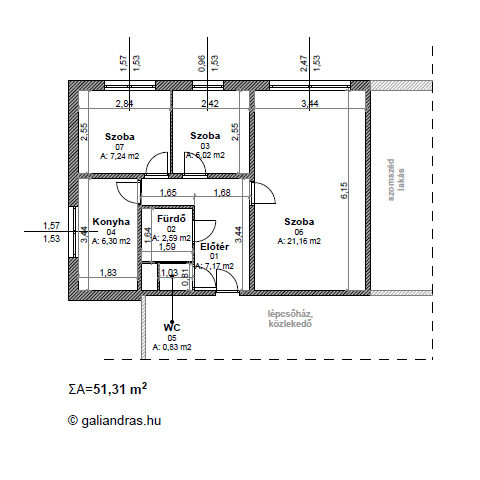 1,57
1,53
0,96
1,53
2,47
1,53
2,84
2,42
3,44
2,55
Szoba
07
A: 7,24 m2
Szoba
03
A: 6,02 m2
2,55
szomszéd
lakás
6,15
1,65
1,68
1,57
1,53
Konyha
04
A: 6,30 m2
3,44
1,83
Fürdő
02
A: 2,59 m2
1,64
1,59
Előtér
01
A: 7,17 m2
3,44
Szoba
06
A: 21,16 m2
1,03
0,81
WC
05
A: 0,83 m2
lépcsőház,
közlekedő
ΣA=51,31 m²
© galiandras.hu